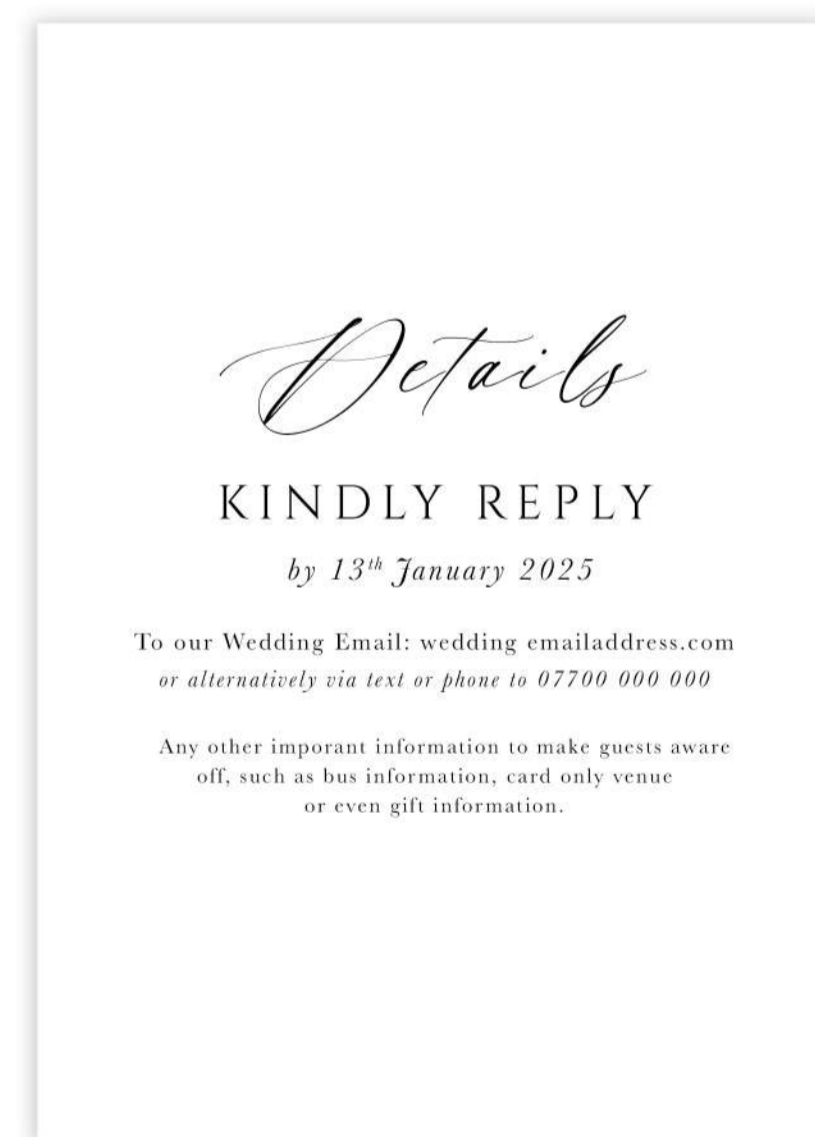 Details
KINDLY REPLY
by 13th January 2025
To our Wedding Email: wedding emailaddress.com
or alternatively via text or phone to 07700 000 000
Any other imporant information to make guests aware
off, such as bus information, card only venue
or even gift information.